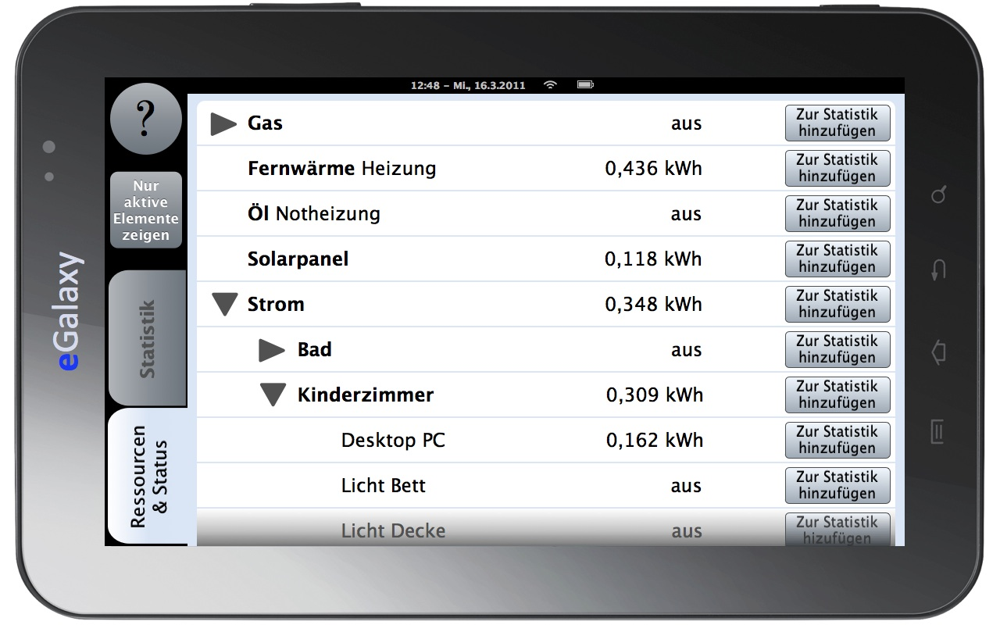 12:48 – Mi., 16.3.2011
?
Nur
aktive
Elemente
zeigen
Statistik
Ressourcen
& Status
eGalaxy
Gas aus Zur Statistik
hinzufügen
Fernwärme Heizung 0,436 kWh Zur Statistik
hinzufügen
Öl Notheizung aus Zur Statistik
hinzufügen
Solarpanel 0,118 kWh Zur Statistik
hinzufügen
Strom 0,348 kWh Zur Statistik
hinzufügen
Bad aus Zur Statistik
hinzufügen
Kinderzimmer 0,309 kWh Zur Statistik
hinzufügen
Desktop PC 0,162 kWh Zur Statistik
hinzufügen
Licht Bett aus Zur Statistik
hinzufügen
Licht Decke aus Zur Statistik
hizufügen